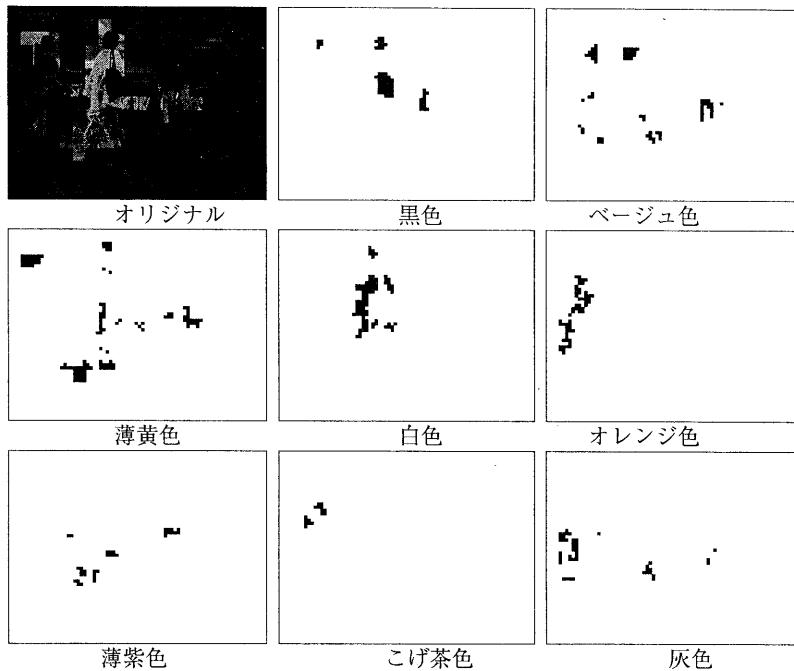 オリジナル
黒色
ベージュ色
薄黄色
白色
オレンジ色
薄紫色
こげ茶色
灰色